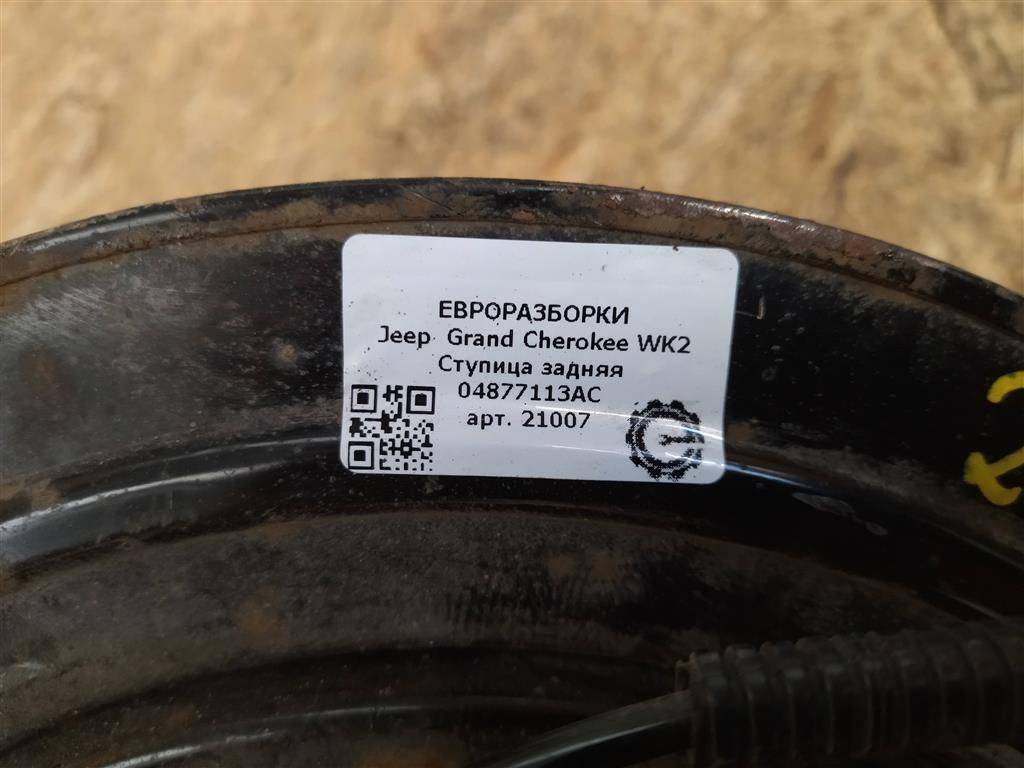 ЕВРОРАЗБОРКИ
Jeep Grand Cherokee WK2
Ступица задняя
04877113AC
арт. 21007